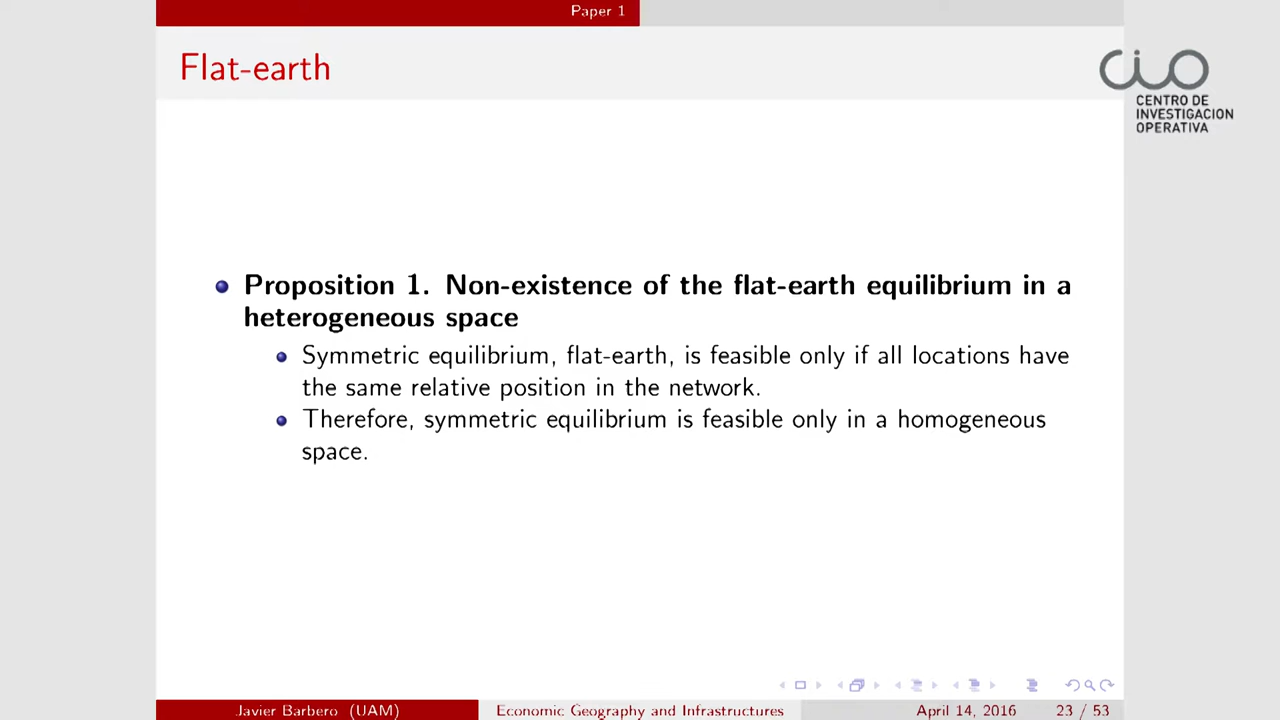 Paper 1
Flat-earth
CIO
CENTRO DE
INVESTIGACION
OPERATIVA
Proposition 1. Non-existence of the flat-earth equilibrium in a
heterogeneous space
Symmetric equilibrium, flat-earth, is feasible only if all locations have
the same relative position in the network.
Therefore, symmetric equilibrium is feasible only in a homogeneous
space.
Javier Barbero (UAM)
Economic Geography and Infrastructures
April 14, 2016
23 / 53